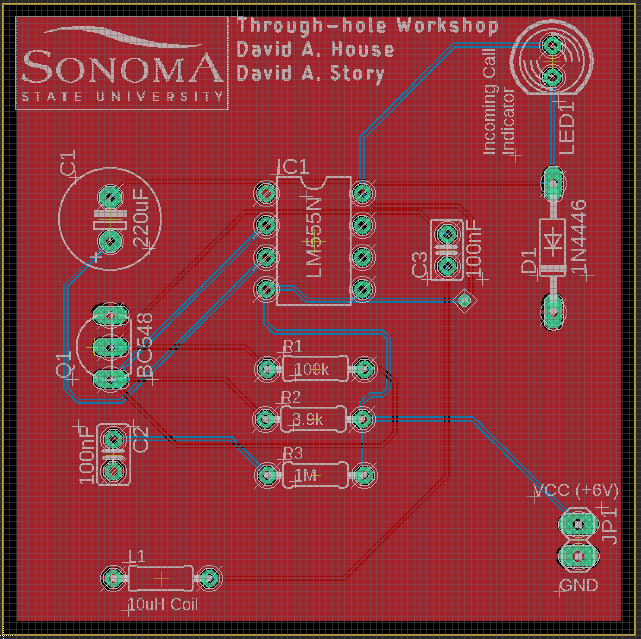 SONOMA
STATE UNIVERSITY
Through-hole Workshop
David A. House
David A. Story
Incoming Call
Indicator
LED1
C1
220uF
IC1
LM555N
C3
100nF
D1
1N4446
Q1
BC548
R1
100k
R2
3.9k
R3
1M
100nF
C2
VCC (+6V)
JP1
GND
L1
10uH Coil